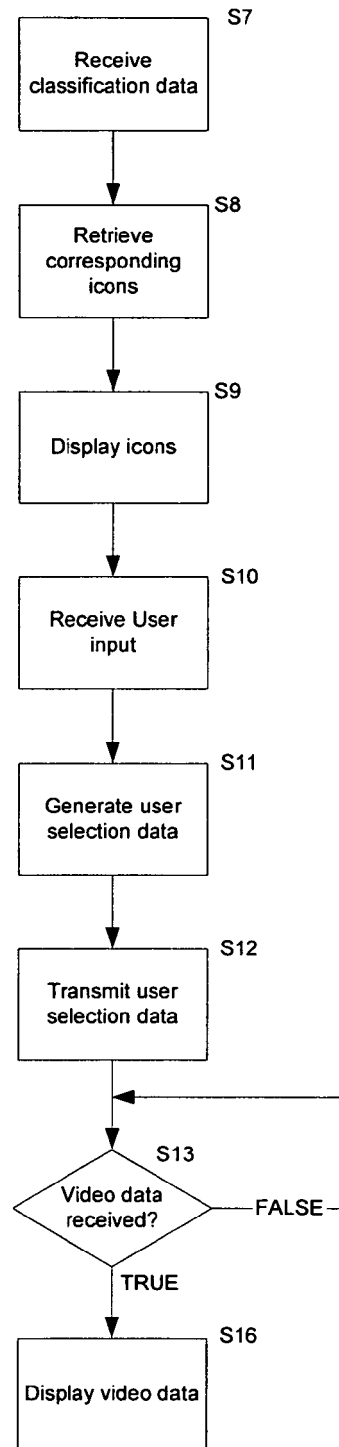 S7
Receive
classification data
S8
Retrieve
corresponding
icons
S9
Display icons
S10
Receive User
input
S11
Generate user
selection data
S12
Transmit user
selection data
S13
Video data
received?
FALSE
TRUE
S16
Display video data